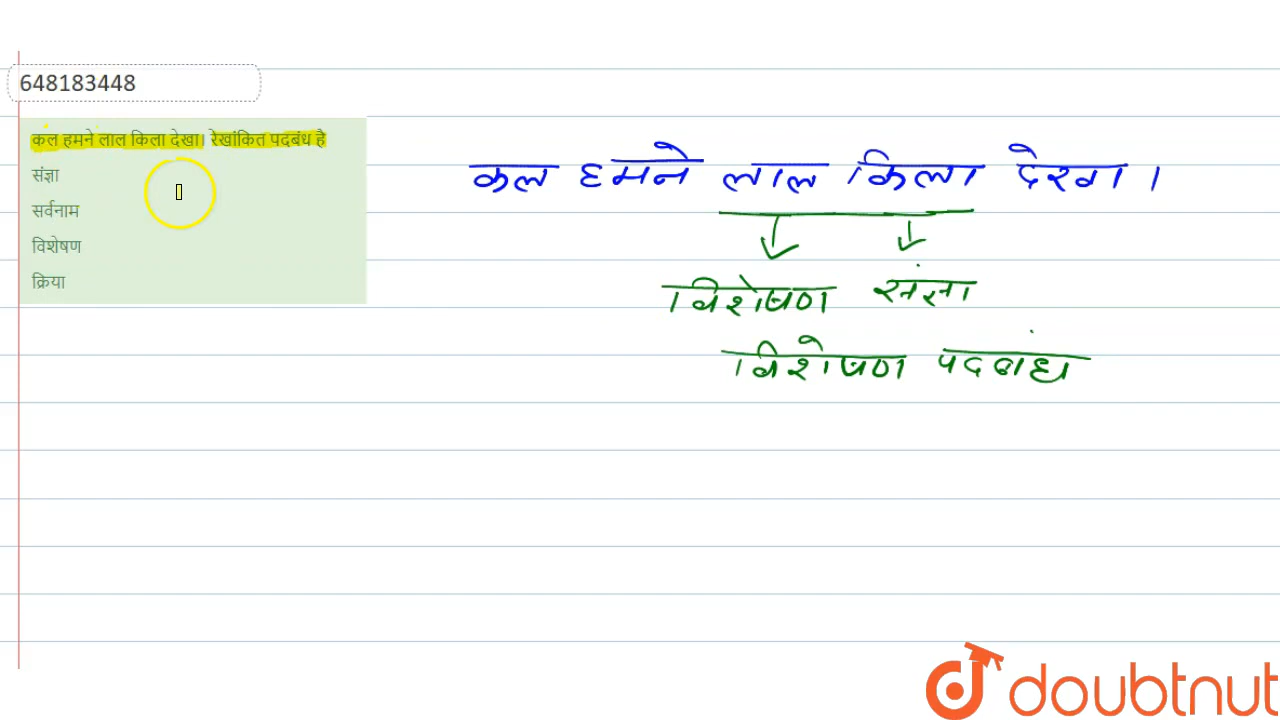 648183448
कल हमने लाल किला देखा। रेखांकित पदबंध है
संज्ञा
सर्वनाम
विशेषण
क्रिया
कल हमने लाल किला देखा।
विशेषण संज्ञा
विशेषण पदबंध
doubtnut